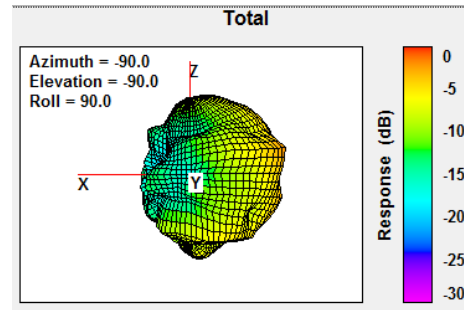 Total
Azimuth = -90.0
Elevation = -90.0
Roll = 90.0
Z
X
Y
Response (dB)
0
-5
-10
-15
-20
-25
-30